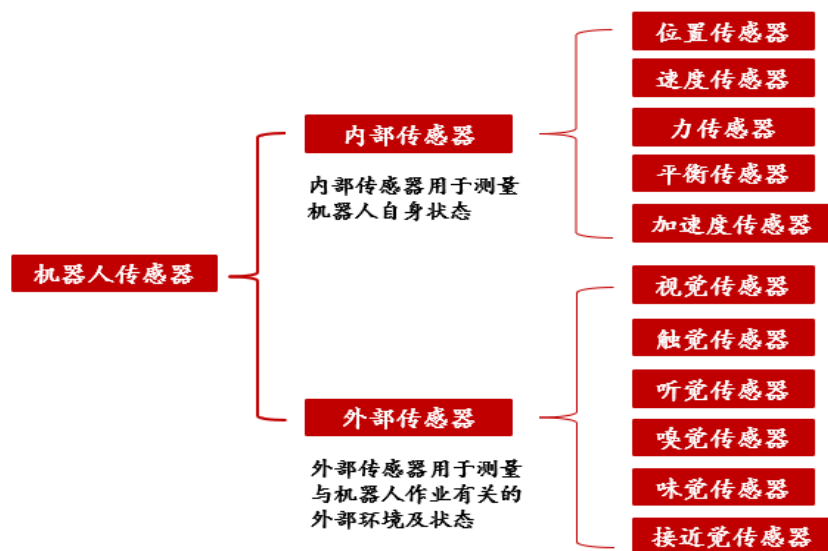 机器人传感器
内部传感器
内部传感器用于测量
机器人自身状态
位置传感器
速度传感器
力传感器
平衡传感器
加速度传感器
外部传感器
外部传感器用于测量
与机器人作业有关的
外部环境及状态
视觉传感器
触觉传感器
听觉传感器
嗅觉传感器
味觉传感器
接近觉传感器